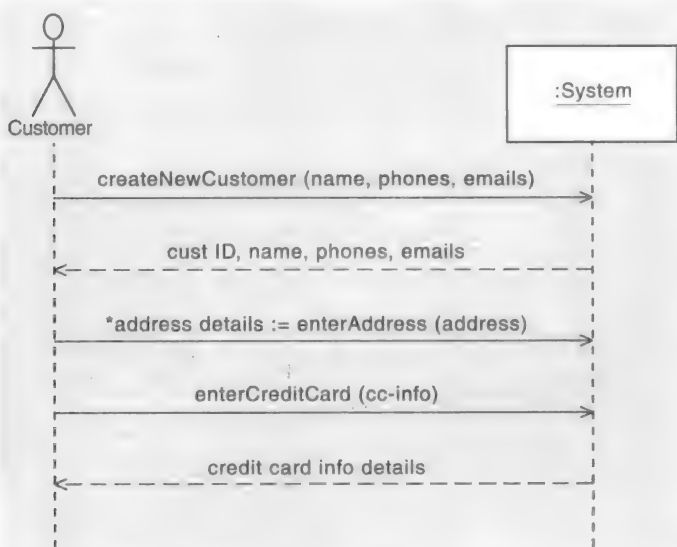 :System
Customer
createNewCustomer (name, phones, emails)
cust ID, name, phones, emails
*address details := enterAddress (address)
enterCreditCard (cc-info)
credit card info details